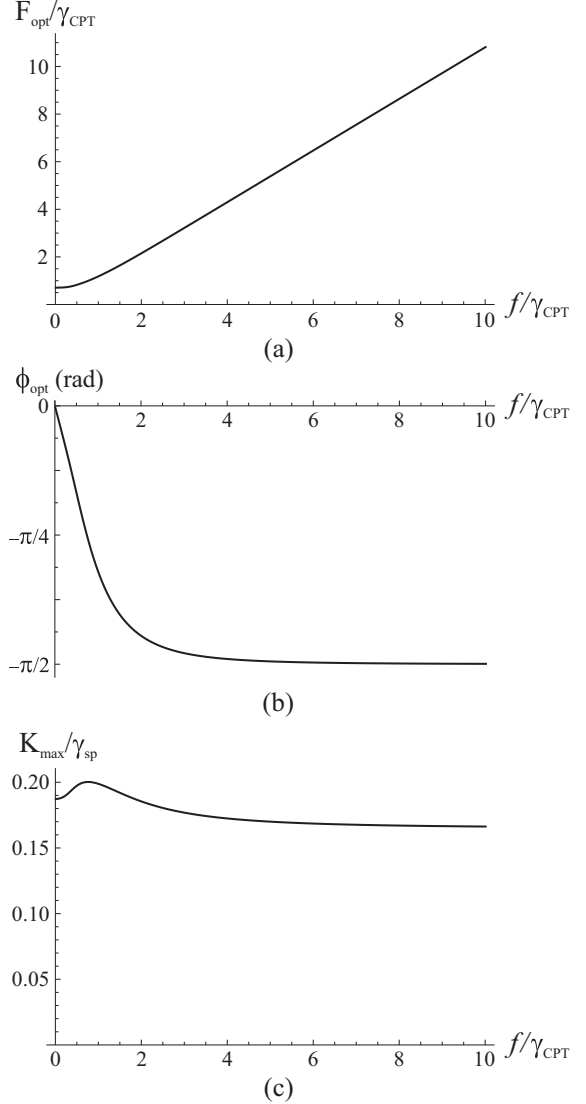 F_opt/γ_CPT
10
8
6
4
2
0 2 4 6 8 10 f/γ_CPT
(a)
ϕ_opt (rad)
0 2 4 6 8 10 f/γ_CPT
–π/4
–π/2
(b)
K_max/γ_sp
0.20
0.15
0.10
0.05
0 2 4 6 8 10 f/γ_CPT
(c)